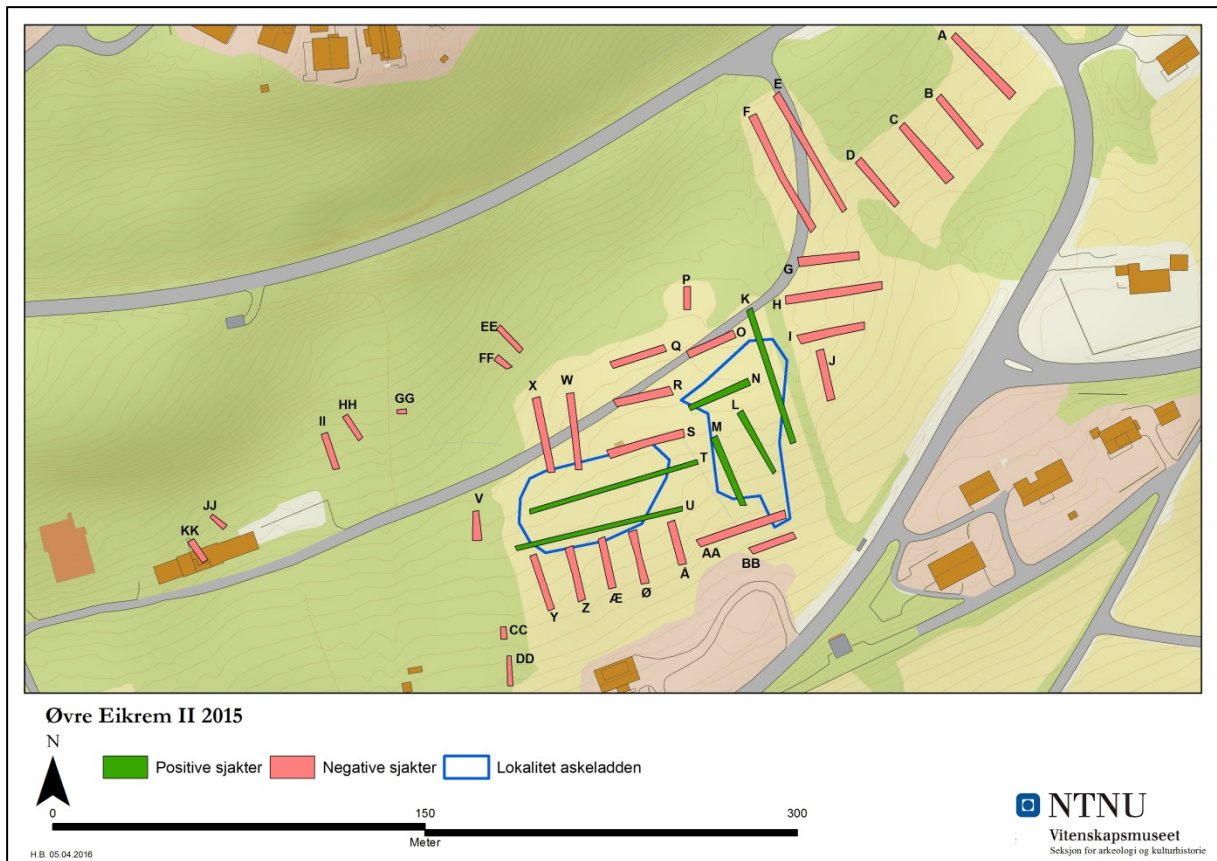 A
E
B
F
C
D
G
P
K
H
O
I
EE
Q
J
FF
X
W
R
N
GG
HH
L
II
M
S
T
JJ
V
U
KK
AA
BB
Å
Ø
Æ
Z
Y
CC
DD
Øvre Eikrem II 2015
N
Positive sjakter
Negative sjakter
Lokalitet askeladden
0
150
300
Meter
NTNU
Vitenskapsmuseet
Seksjon for arkeologi og kulturhistorie
H.B. 05.04.2016